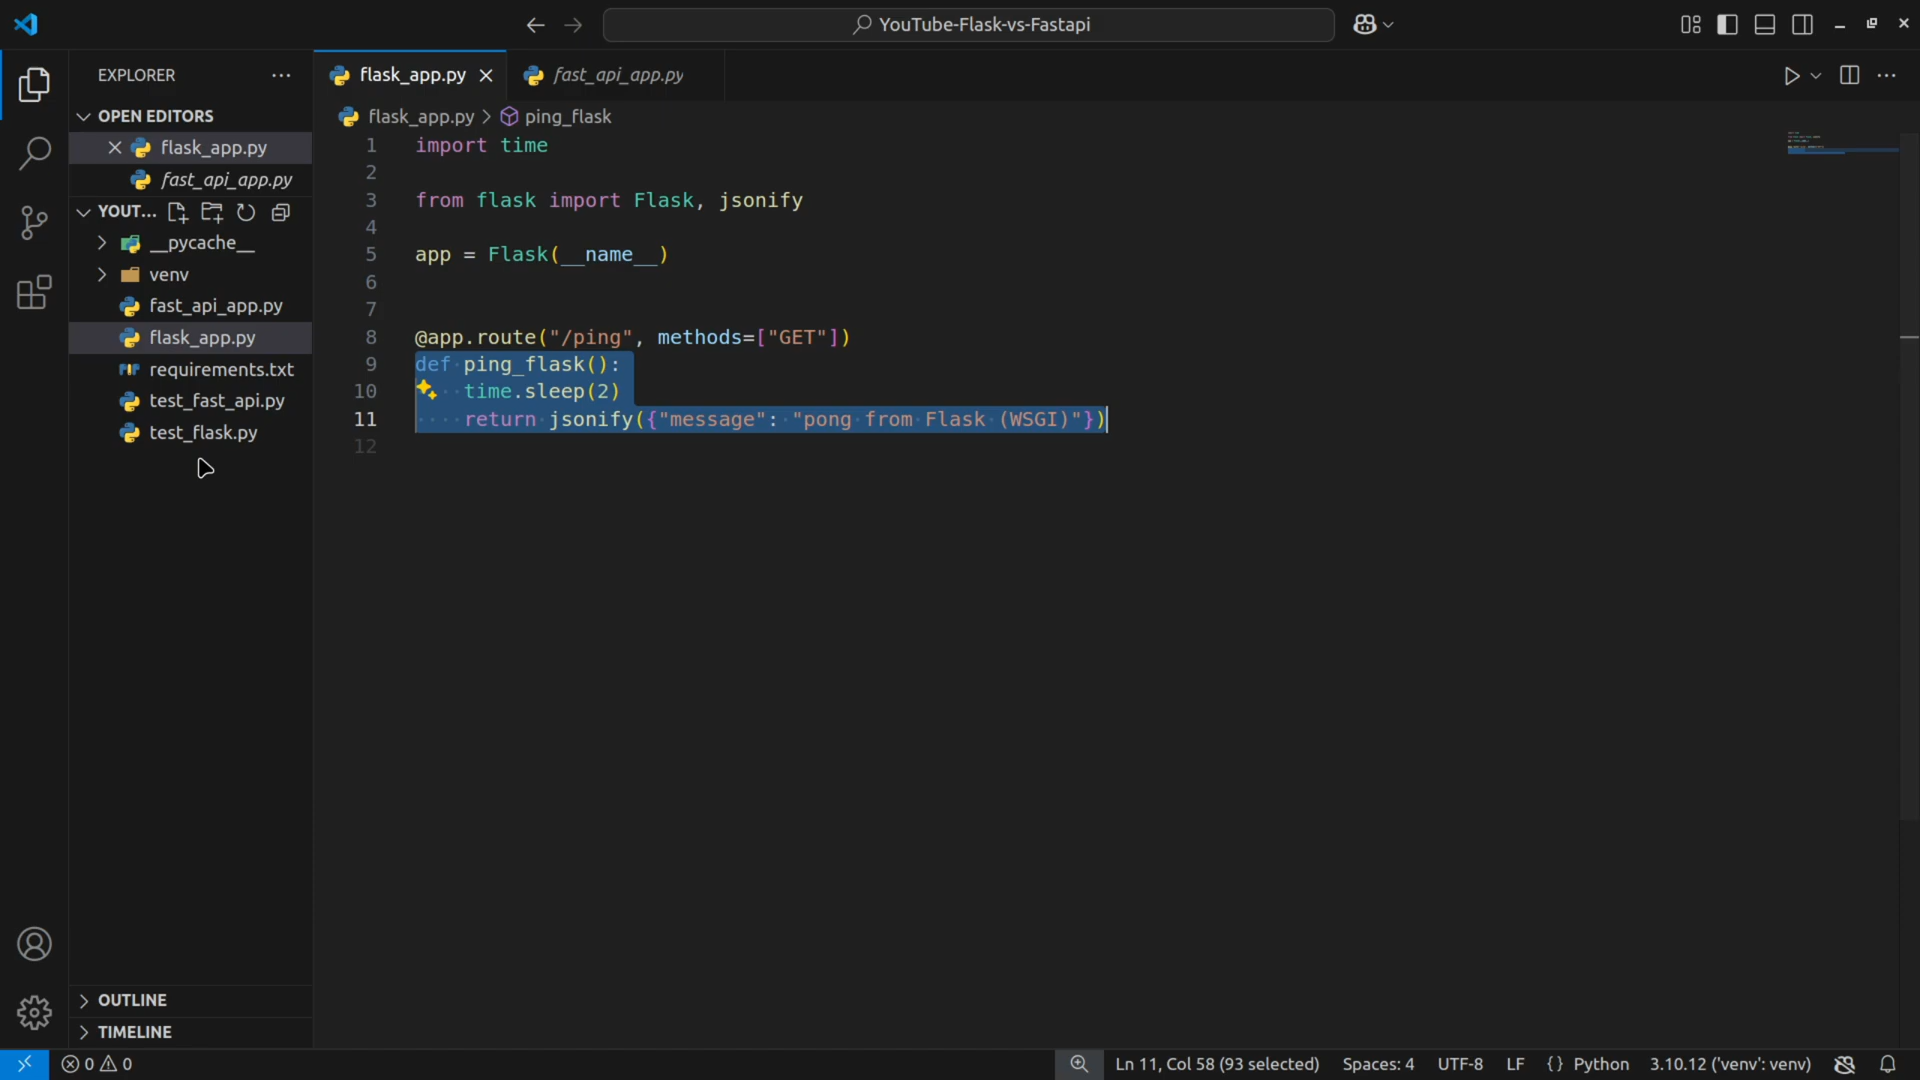 YouTube-Flask-vs-Fastapi
EXPLORER
flask_app.py
fast_api_app.py
OPEN EDITORS
flask_app.py
fast_api_app.py
YOUT...
__pycache__
venv
fast_api_app.py
flask_app.py
requirements.txt
test_fast_api.py
test_flask.py
flask_app.py > ping_flask
1 import time
2
3 from flask import Flask, jsonify
4
5 app = Flask(__name__)
6
7
8 @app.route("/ping", methods=["GET"])
9 def ping_flask():
10 time.sleep(2)
11 return jsonify({"message": "pong from Flask (WSGI)"})
12
OUTLINE
TIMELINE
0 0
Ln 11, Col 58 (93 selected)
Spaces: 4
UTF-8
LF
{} Python
3.10.12 ('venv': venv)